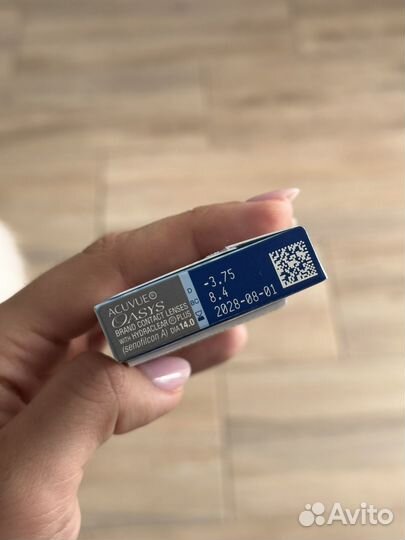 ACUVUE®
OASYS
BRAND CONTACT LENSES
WITH HYDRACLEAR® PLUS
(senofilcon A) DIA 14.0
D -3.75
BC 8.4
2028-08-01
Avito